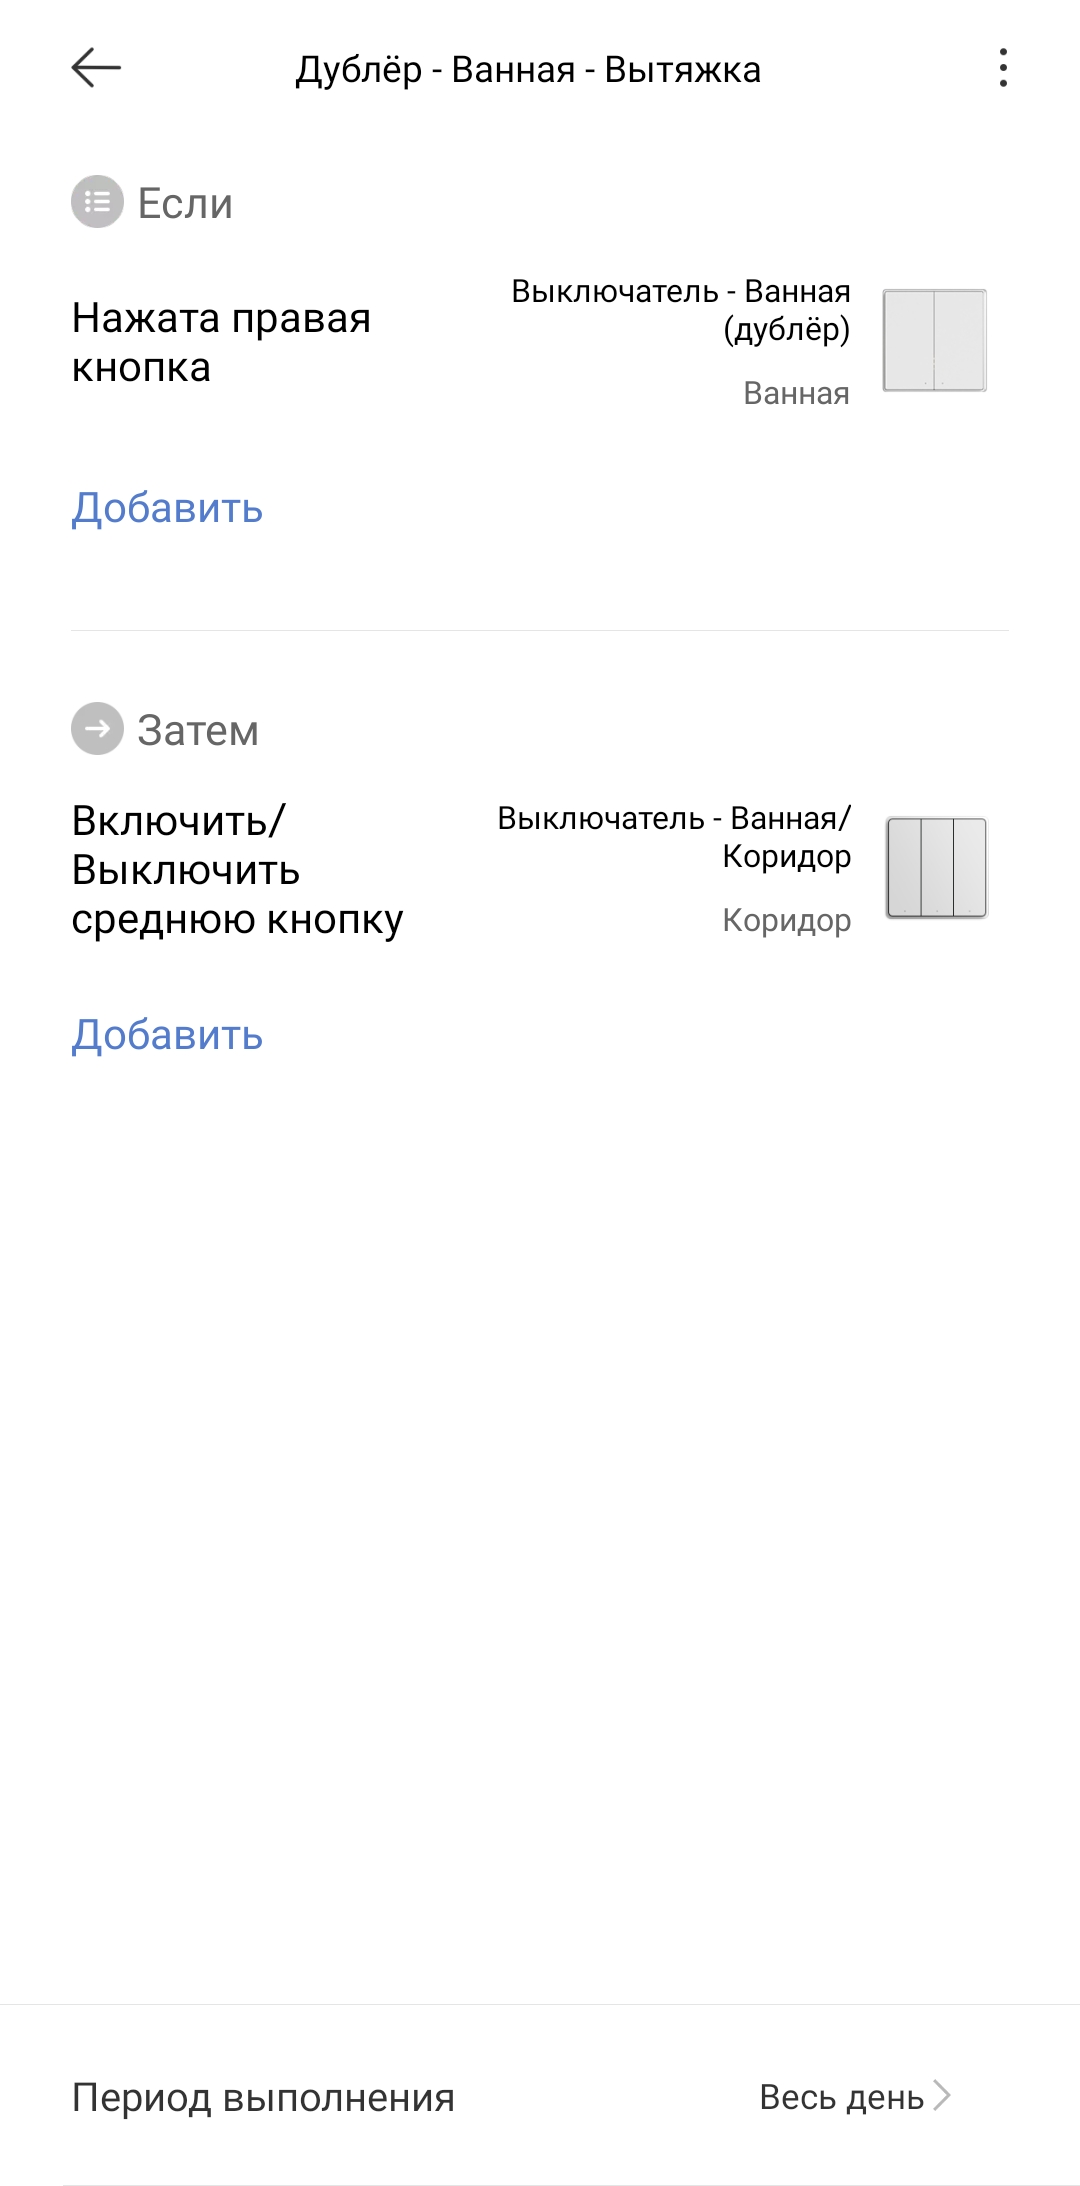 Дублёр - Ванная - Вытяжка
Если
Нажата правая
кнопка
Выключатель - Ванная
(дублёр)
Ванная
Добавить
Затем
Включить/
Выключить
среднюю кнопку
Выключатель - Ванная/
Коридор
Коридор
Добавить
Период выполнения
Весь день